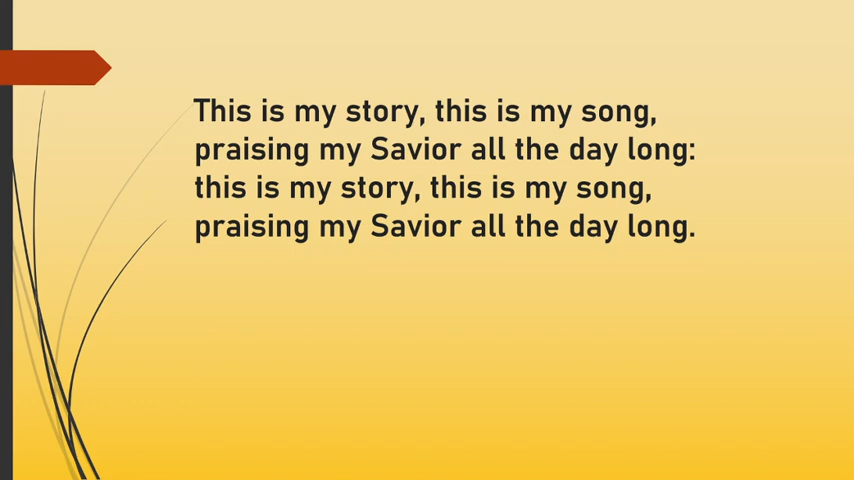 This is my story, this is my song,
praising my Savior all the day long:
this is my story, this is my song,
praising my Savior all the day long.